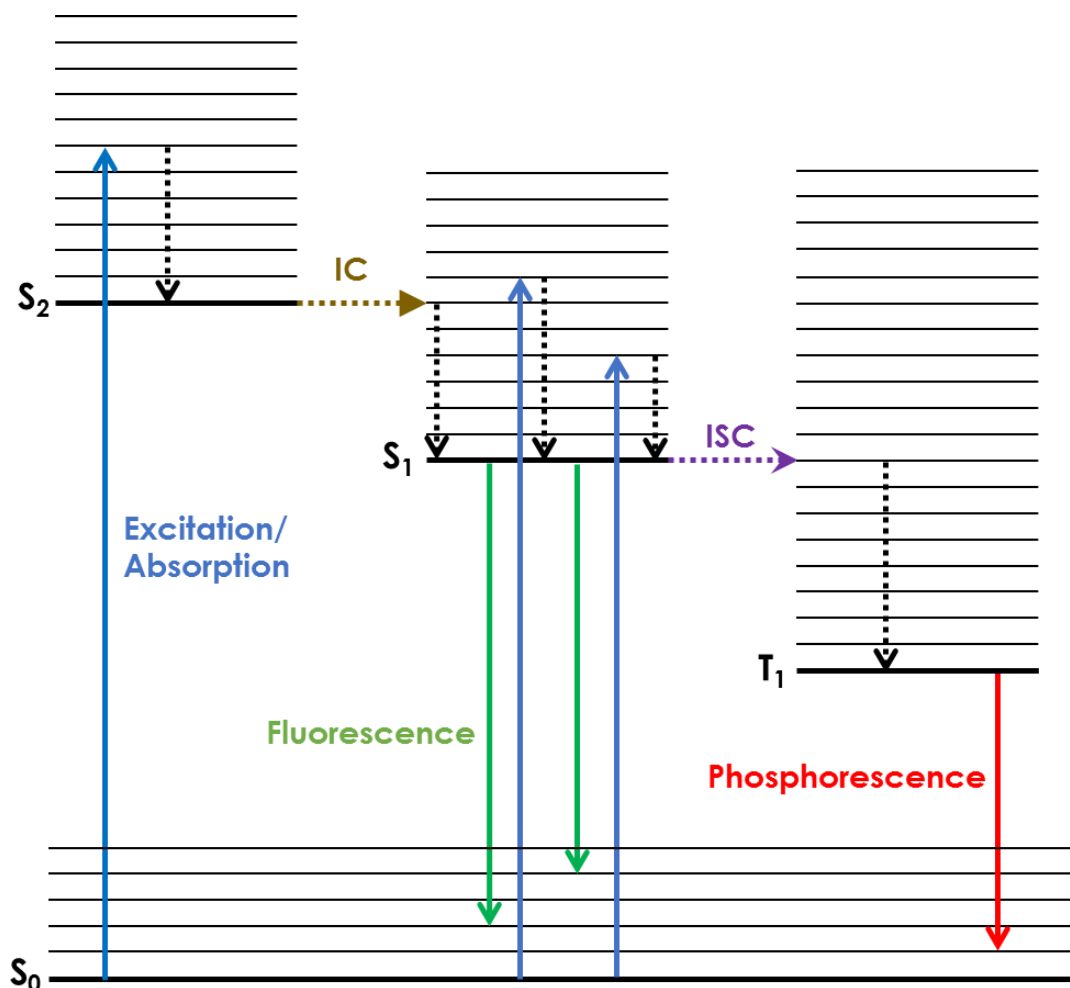 IC
S₂
ISC
S₁
Excitation/
Absorption
T₁
Fluorescence
Phosphorescence
S₀